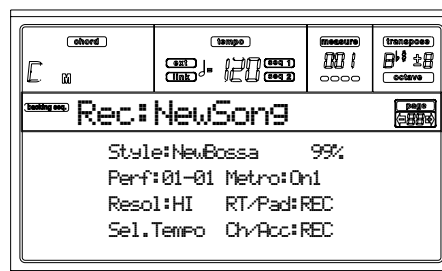 chord tempo measure transpose
C M ext link ♩= 120 seq 1 seq 2 001 octave
backing seq. Rec:NewSong page
Style:NewBossa 99%
Perf:01-01 Metro:On1
Resol:HI RT/Pad:REC
Sel.Tempo Ch/Acc:REC